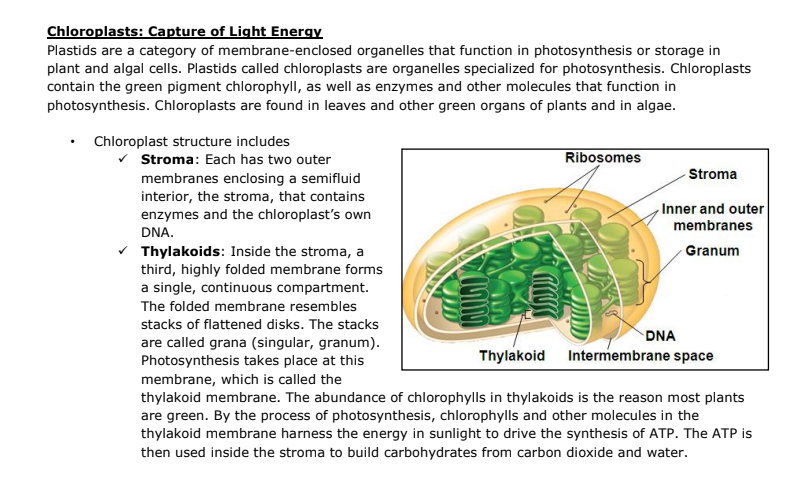 Chloroplasts: Capture of Light Energy
Plastids are a category of membrane-enclosed organelles that function in photosynthesis or storage in
plant and algal cells. Plastids called chloroplasts are organelles specialized for photosynthesis. Chloroplasts
contain the green pigment chlorophyll, as well as enzymes and other molecules that function in
photosynthesis. Chloroplasts are found in leaves and other green organs of plants and in algae.
• Chloroplast structure includes
✓ Stroma: Each has two outer
membranes enclosing a semifluid
interior, the stroma, that contains
enzymes and the chloroplast's own
DNA.
✓ Thylakoids: Inside the stroma, a
third, highly folded membrane forms
a single, continuous compartment.
The folded membrane resembles
stacks of flattened disks. The stacks
are called grana (singular, granum).
Photosynthesis takes place at this
membrane, which is called the
thylakoid membrane. The abundance of chlorophylls in thylakoids is the reason most plants
are green. By the process of photosynthesis, chlorophylls and other molecules in the
thylakoid membrane harness the energy in sunlight to drive the synthesis of ATP. The ATP is
then used inside the stroma to build carbohydrates from carbon dioxide and water.
Ribosomes
Stroma
Inner and outer
membranes
Granum
DNA
Thylakoid
Intermembrane space